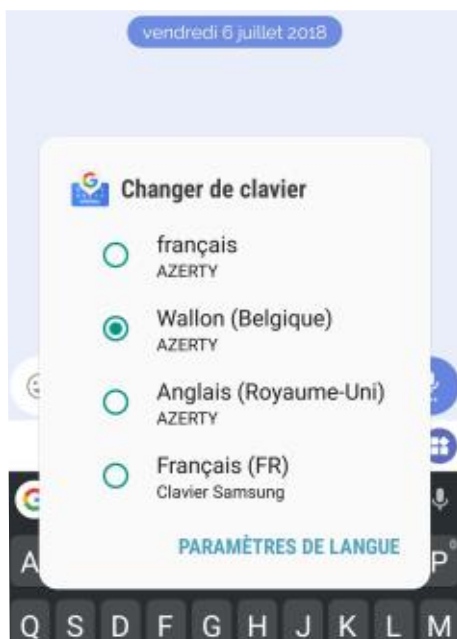 vendredi 6 juillet 2018
Changer de clavier
français
AZERTY
Wallon (Belgique)
AZERTY
Anglais (Royaume-Uni)
AZERTY
Français (FR)
Clavier Samsung
PARAMÈTRES DE LANGUE
A P
Q S D F G H J K L M